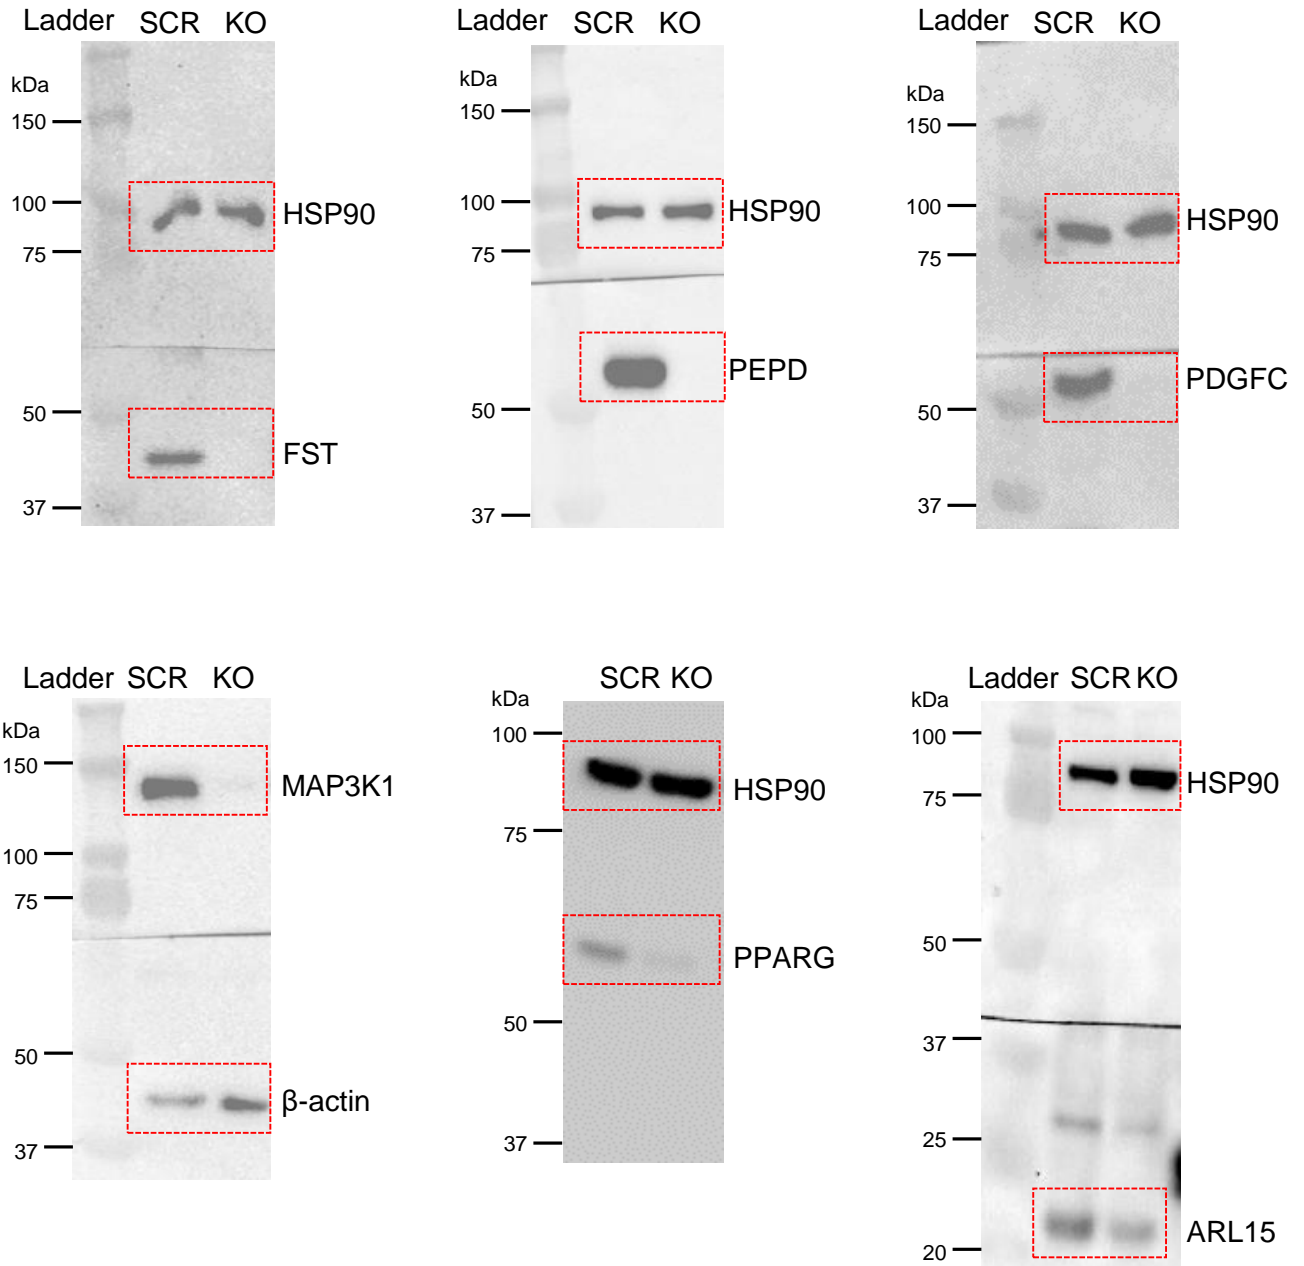 Ladder SCR KO
kDa
150
100
HSP90
75
50
FST
37
Ladder SCR KO
kDa
150
100
HSP90
75
PEPD
50
37
Ladder SCR KO
kDa
150
100
HSP90
75
PDGFC
50
37
Ladder SCR KO
kDa
150
MAP3K1
100
75
50
β-actin
37
SCR KO
kDa
100
HSP90
75
PPARG
50
37
Ladder SCR KO
kDa
100
HSP90
75
50
37
25
ARL15
20